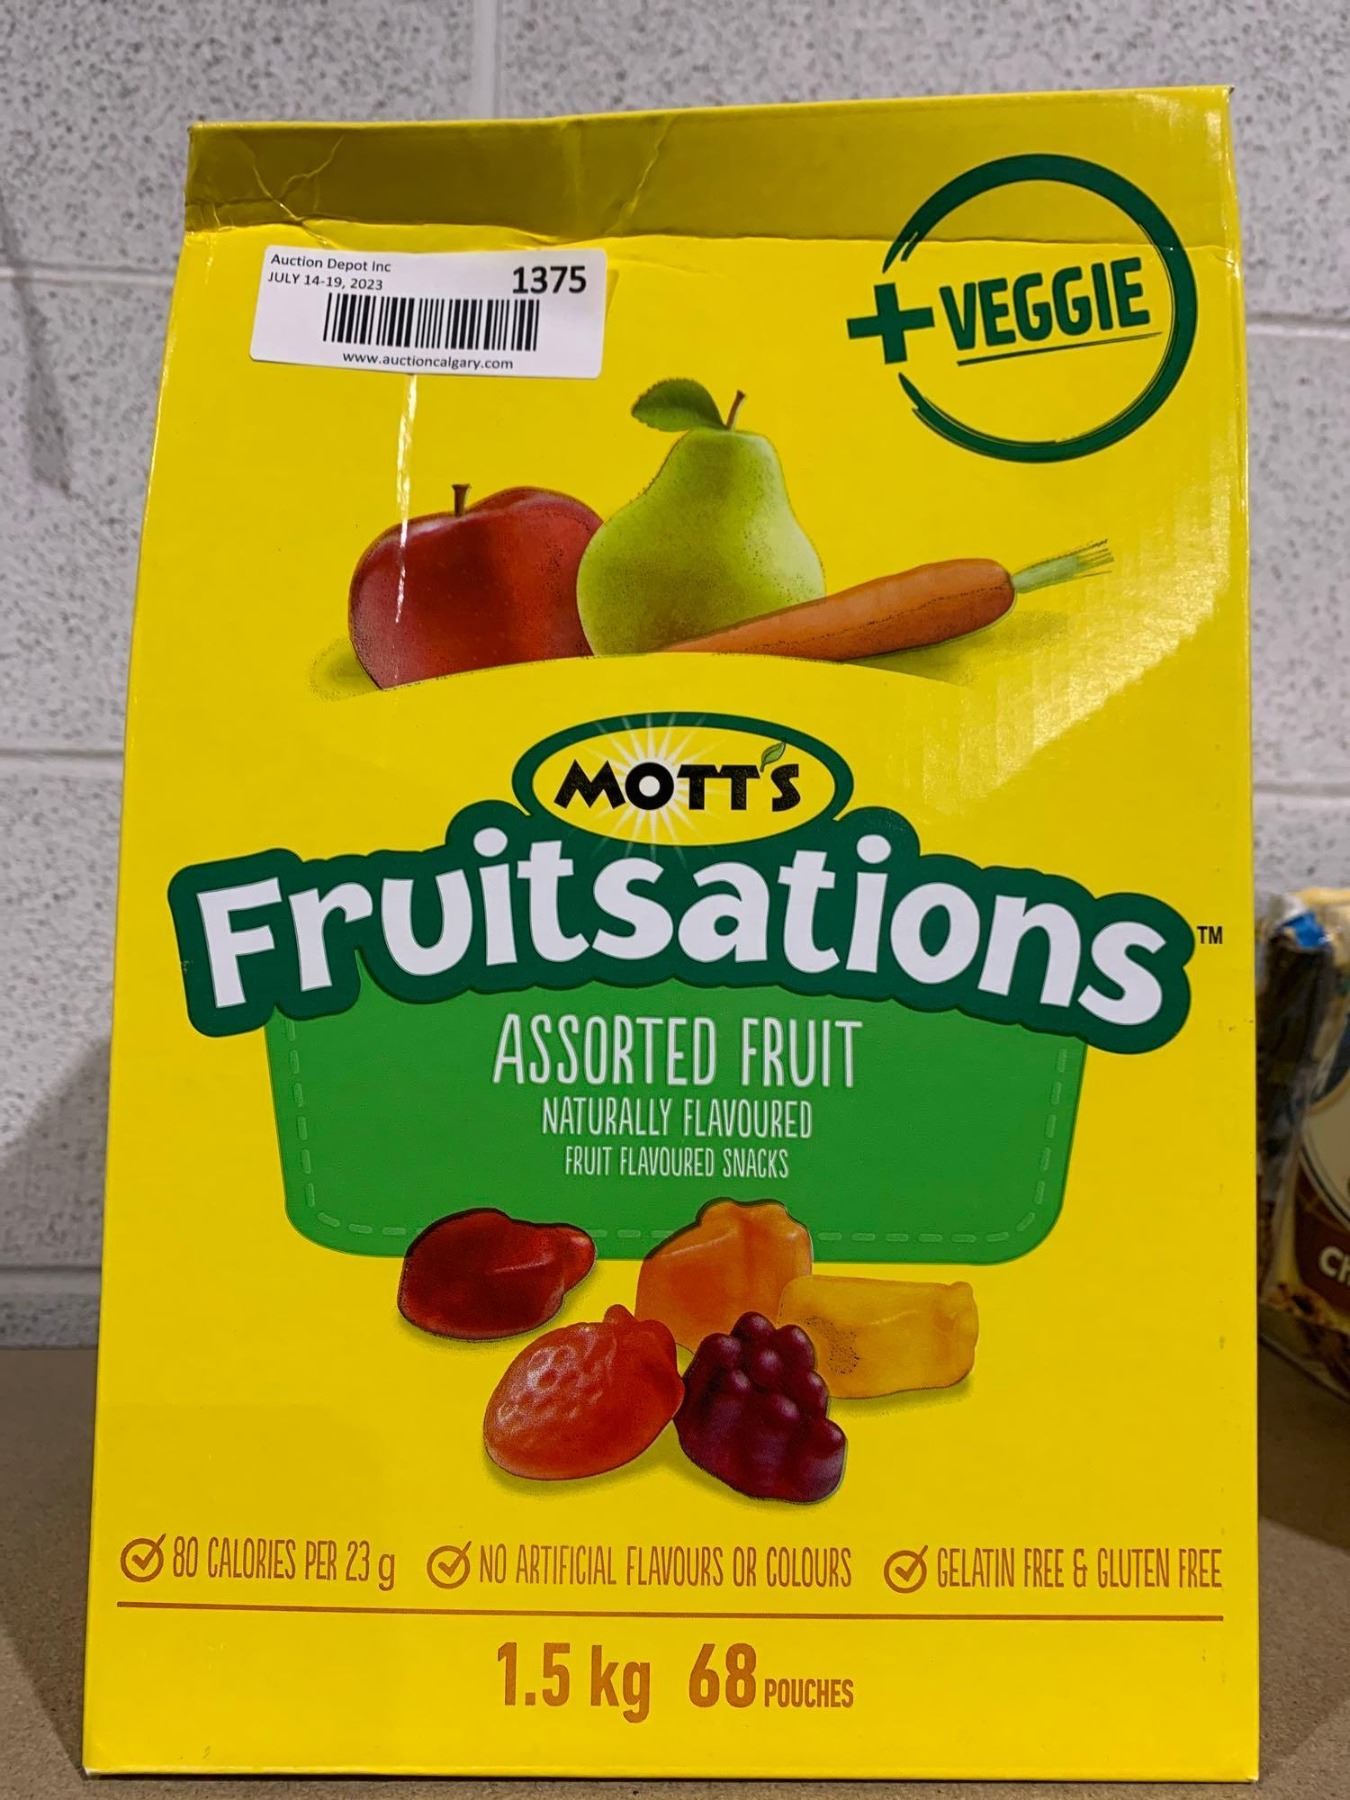 Auction Depot Inc
JULY 14-19, 2023
1375
www.auctioncalgary.com
+VEGGIE
MOTT'S
Fruitsations™
ASSORTED FRUIT
NATURALLY FLAVOURED
FRUIT FLAVOURED SNACKS
80 CALORIES PER 23 g
NO ARTIFICIAL FLAVOURS OR COLOURS
GELATIN FREE & GLUTEN FREE
1.5 kg 68 POUCHES